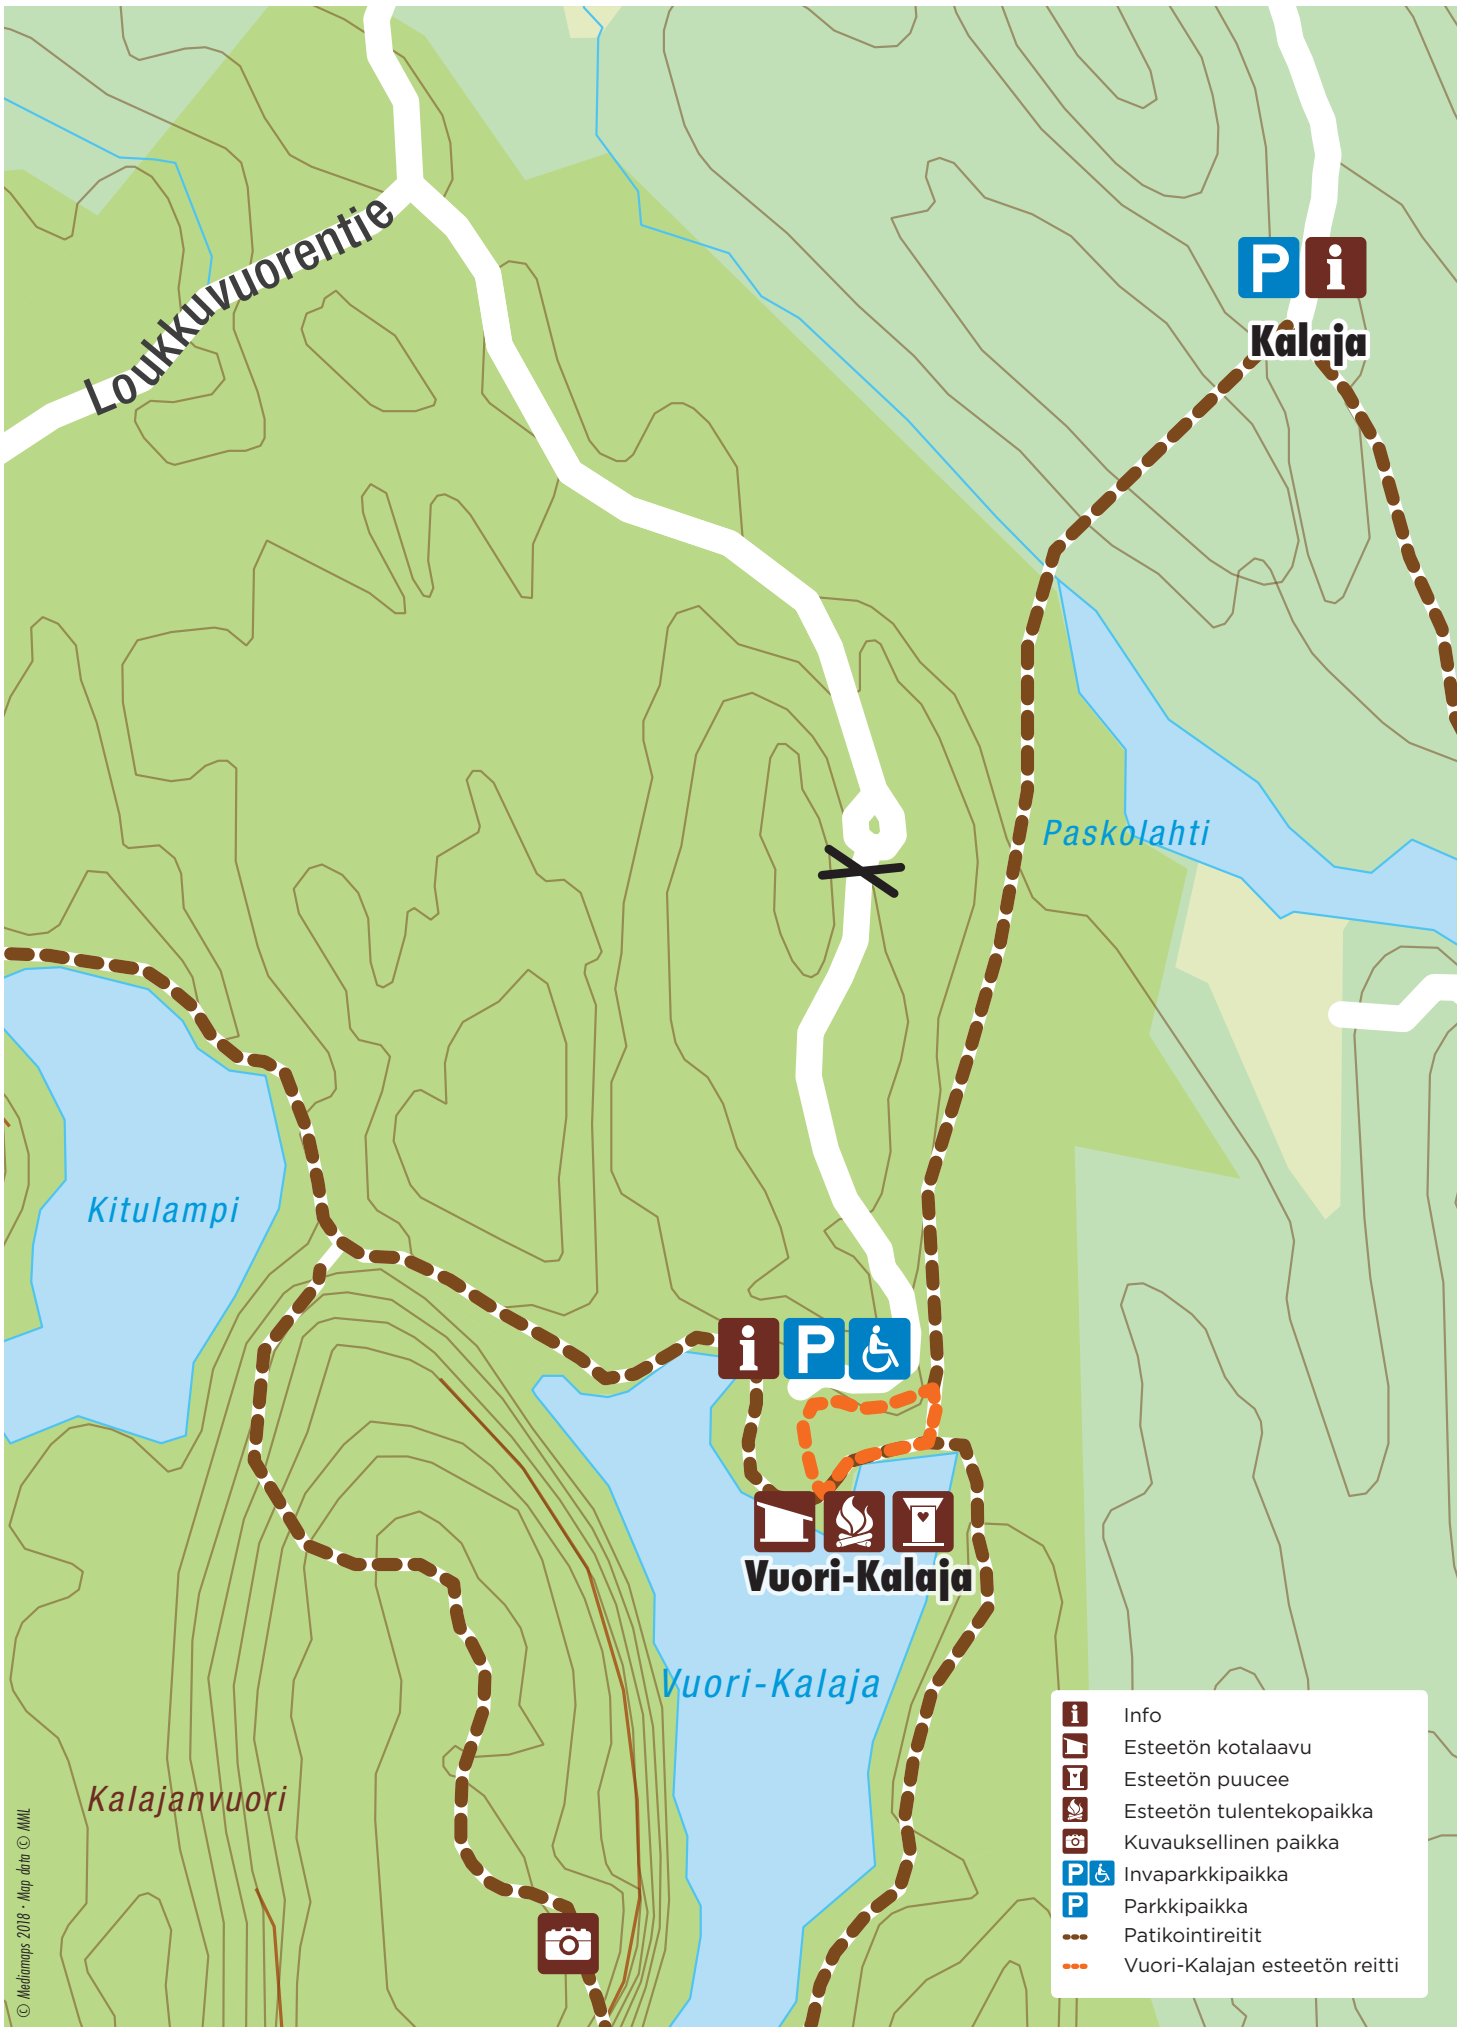 Loukkuvuorentie
P i
Kalaja
Paskolahti
Kitulampi
i P
Vuori-Kalaja
Vuori-Kalaja
Kalajanvuori
i Info
Esteetön kotalaavu
Esteetön puucee
Esteetön tulentekopaikka
Kuvauksellinen paikka
P Invaparkkipaikka
P Parkkipaikka
Patikointireitit
Vuori-Kalajan esteetön reitti
© Mediamaps 2018 • Map data © MML